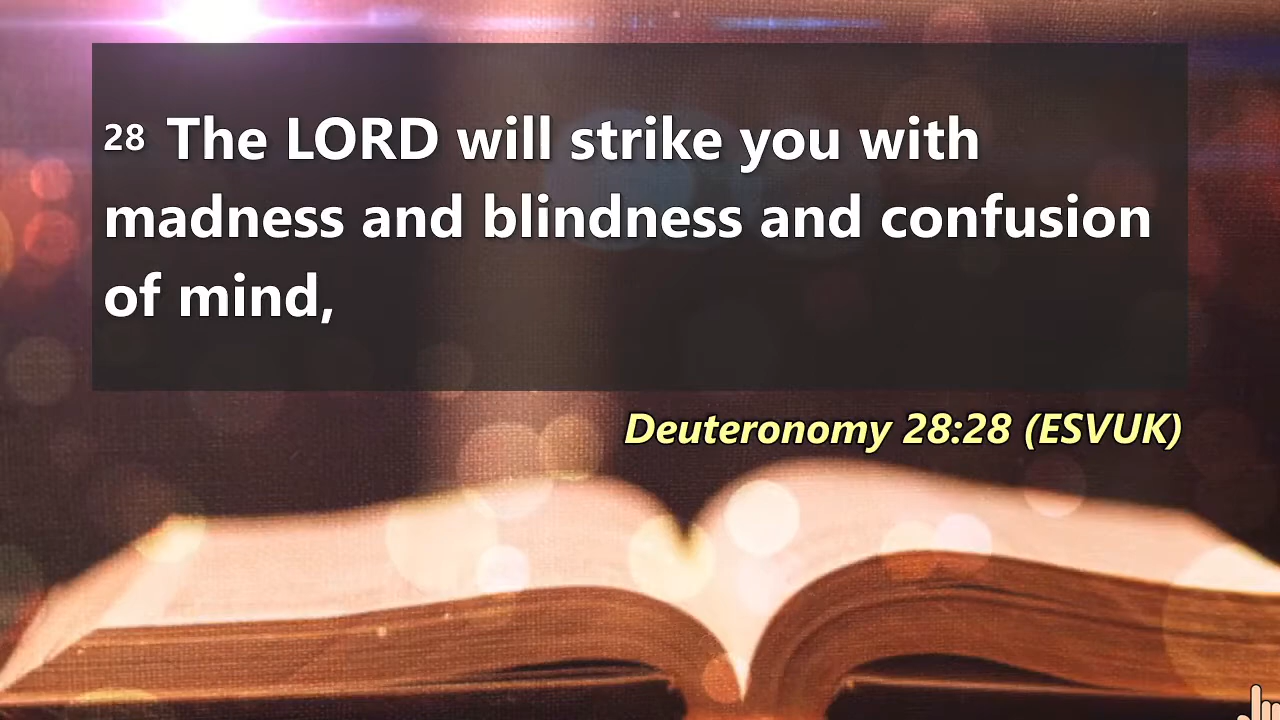 28 The LORD will strike you with
madness and blindness and confusion
of mind,
Deuteronomy 28:28 (ESVUK)